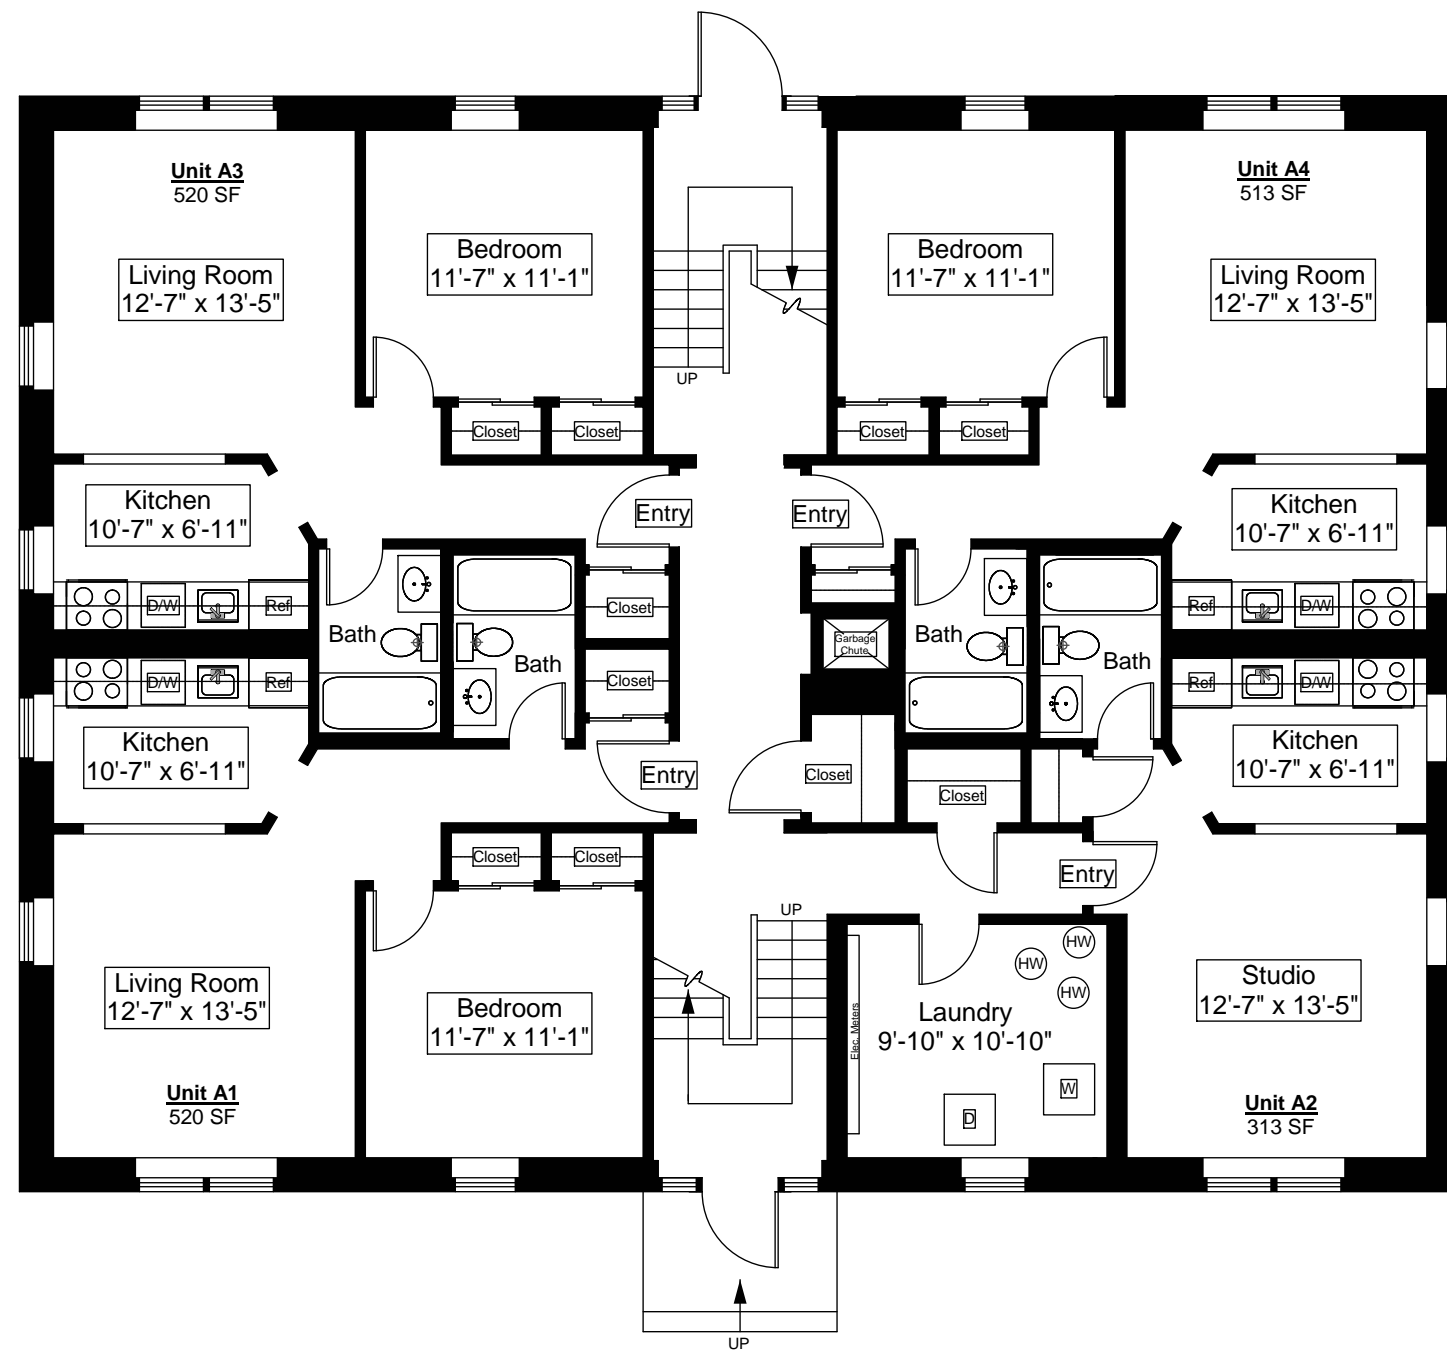 Unit A3
520 SF
Unit A4
513 SF
Living Room
12'-7" x 13'-5"
Bedroom
11'-7" x 11'-1"
Bedroom
11'-7" x 11'-1"
Living Room
12'-7" x 13'-5"
UP
Closet
Closet
Closet
Closet
Kitchen
10'-7" x 6'-11"
Entry
Entry
Kitchen
10'-7" x 6'-11"
D/W
Ref
Closet
Ref
D/W
Bath
Bath
Garbage
Chute
Bath
Bath
D/W
Ref
Closet
Ref
D/W
Kitchen
10'-7" x 6'-11"
Entry
Closet
Closet
Kitchen
10'-7" x 6'-11"
Closet
Closet
Entry
UP
HW
HW
HW
Living Room
12'-7" x 13'-5"
Bedroom
11'-7" x 11'-1"
Elec. Meters
Laundry
9'-10" x 10'-10"
Studio
12'-7" x 13'-5"
W
D
Unit A1
520 SF
Unit A2
313 SF
UP